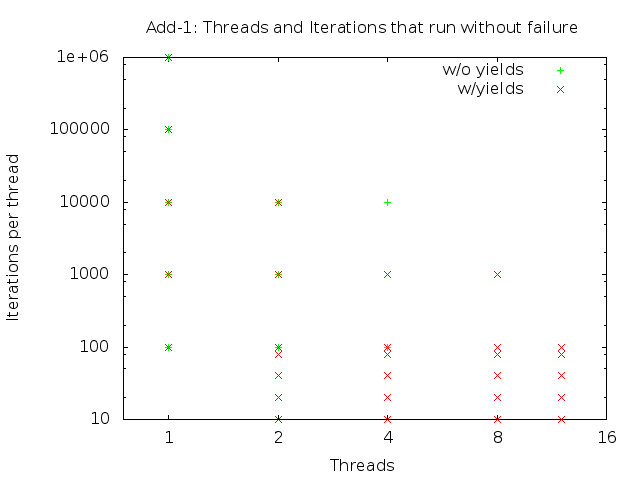 Add-1: Threads and Iterations that run without failure
w/o yields
w/yields
Iterations per thread
1e+06
100000
10000
1000
100
10
1 2 4 8 16
Threads